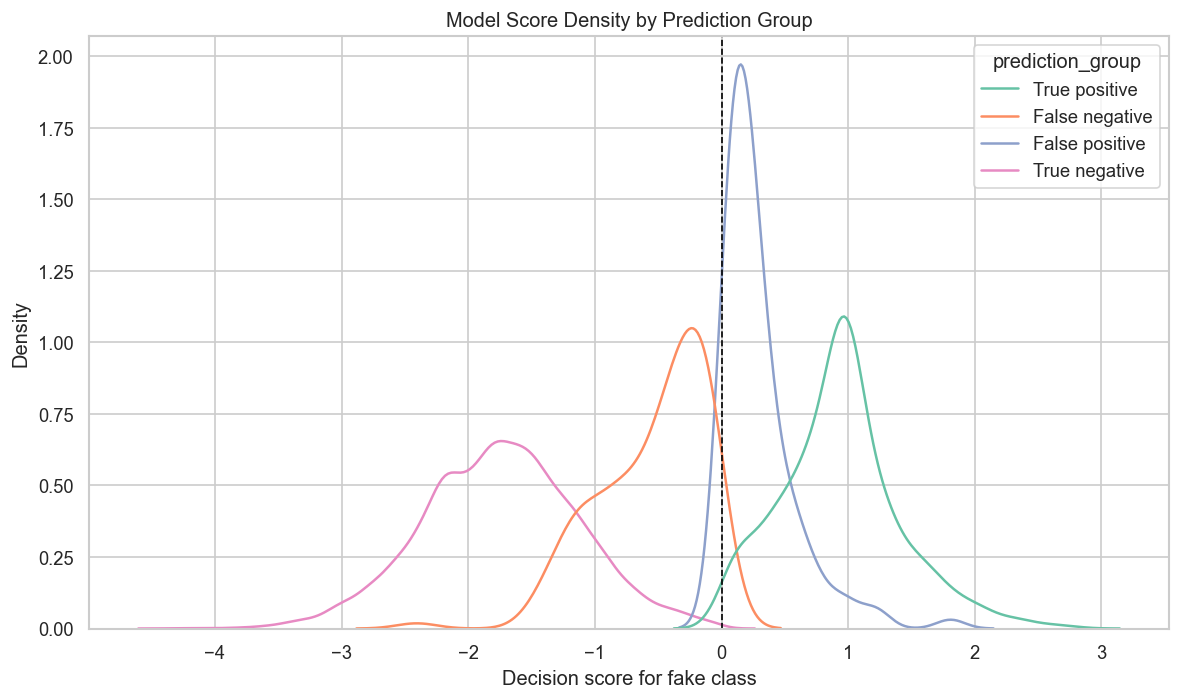 Model Score Density by Prediction Group
2.00
1.75
1.50
1.25
1.00
0.75
0.50
0.25
0.00
Density
prediction_group
True positive
False negative
False positive
True negative
−4 −3 −2 −1 0 1 2 3
Decision score for fake class